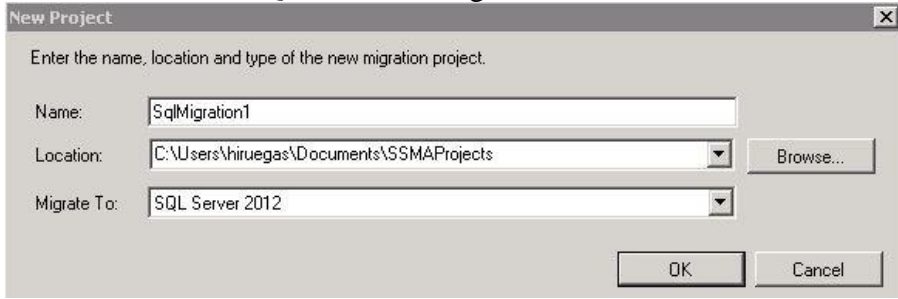 New Project
Enter the name, location and type of the new migration project.
Name: SqlMigration1
Location: C:\Users\hiruegas\Documents\SSMAProjects Browse...
Migrate To: SQL Server 2012
OK Cancel